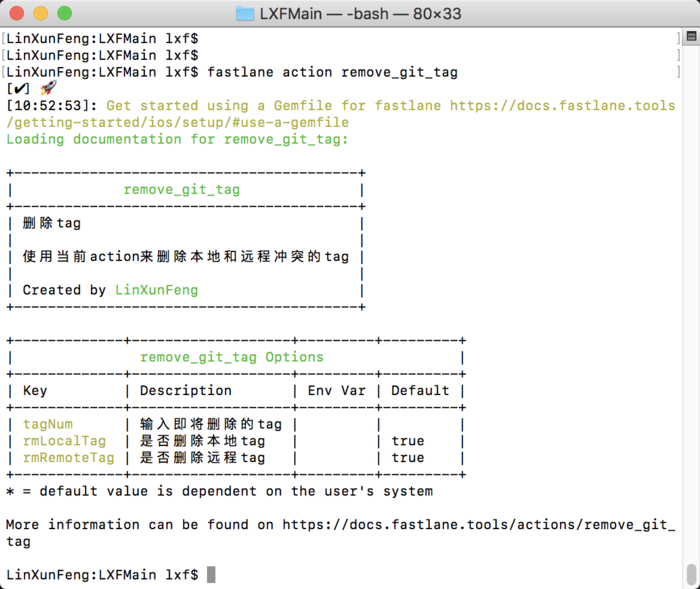 LXFMain — -bash — 80×33
[LinXunFeng:LXFMain lxf$ ]
[LinXunFeng:LXFMain lxf$ ]
[LinXunFeng:LXFMain lxf$ fastlane action remove_git_tag ]
[✔] 🚀
[10:52:53]: Get started using a Gemfile for fastlane https://docs.fastlane.tools
/getting-started/ios/setup/#use-a-gemfile
Loading documentation for remove_git_tag:
+-----------------------------------------+
| remove_git_tag |
+-----------------------------------------+
| 删除tag |
| |
| 使用当前action来删除本地和远程冲突的tag |
| |
| Created by LinXunFeng |
+-----------------------------------------+
+-------------+-------------------+---------+---------+
| remove_git_tag Options |
+-------------+-------------------+---------+---------+
| Key | Description | Env Var | Default |
+-------------+-------------------+---------+---------+
| tagNum | 输入即将删除的tag | | |
| rmLocalTag | 是否删除本地tag | | true |
| rmRemoteTag | 是否删除远程tag | | true |
+-------------+-------------------+---------+---------+
* = default value is dependent on the user's system
More information can be found on https://docs.fastlane.tools/actions/remove_git_
tag
LinXunFeng:LXFMain lxf$